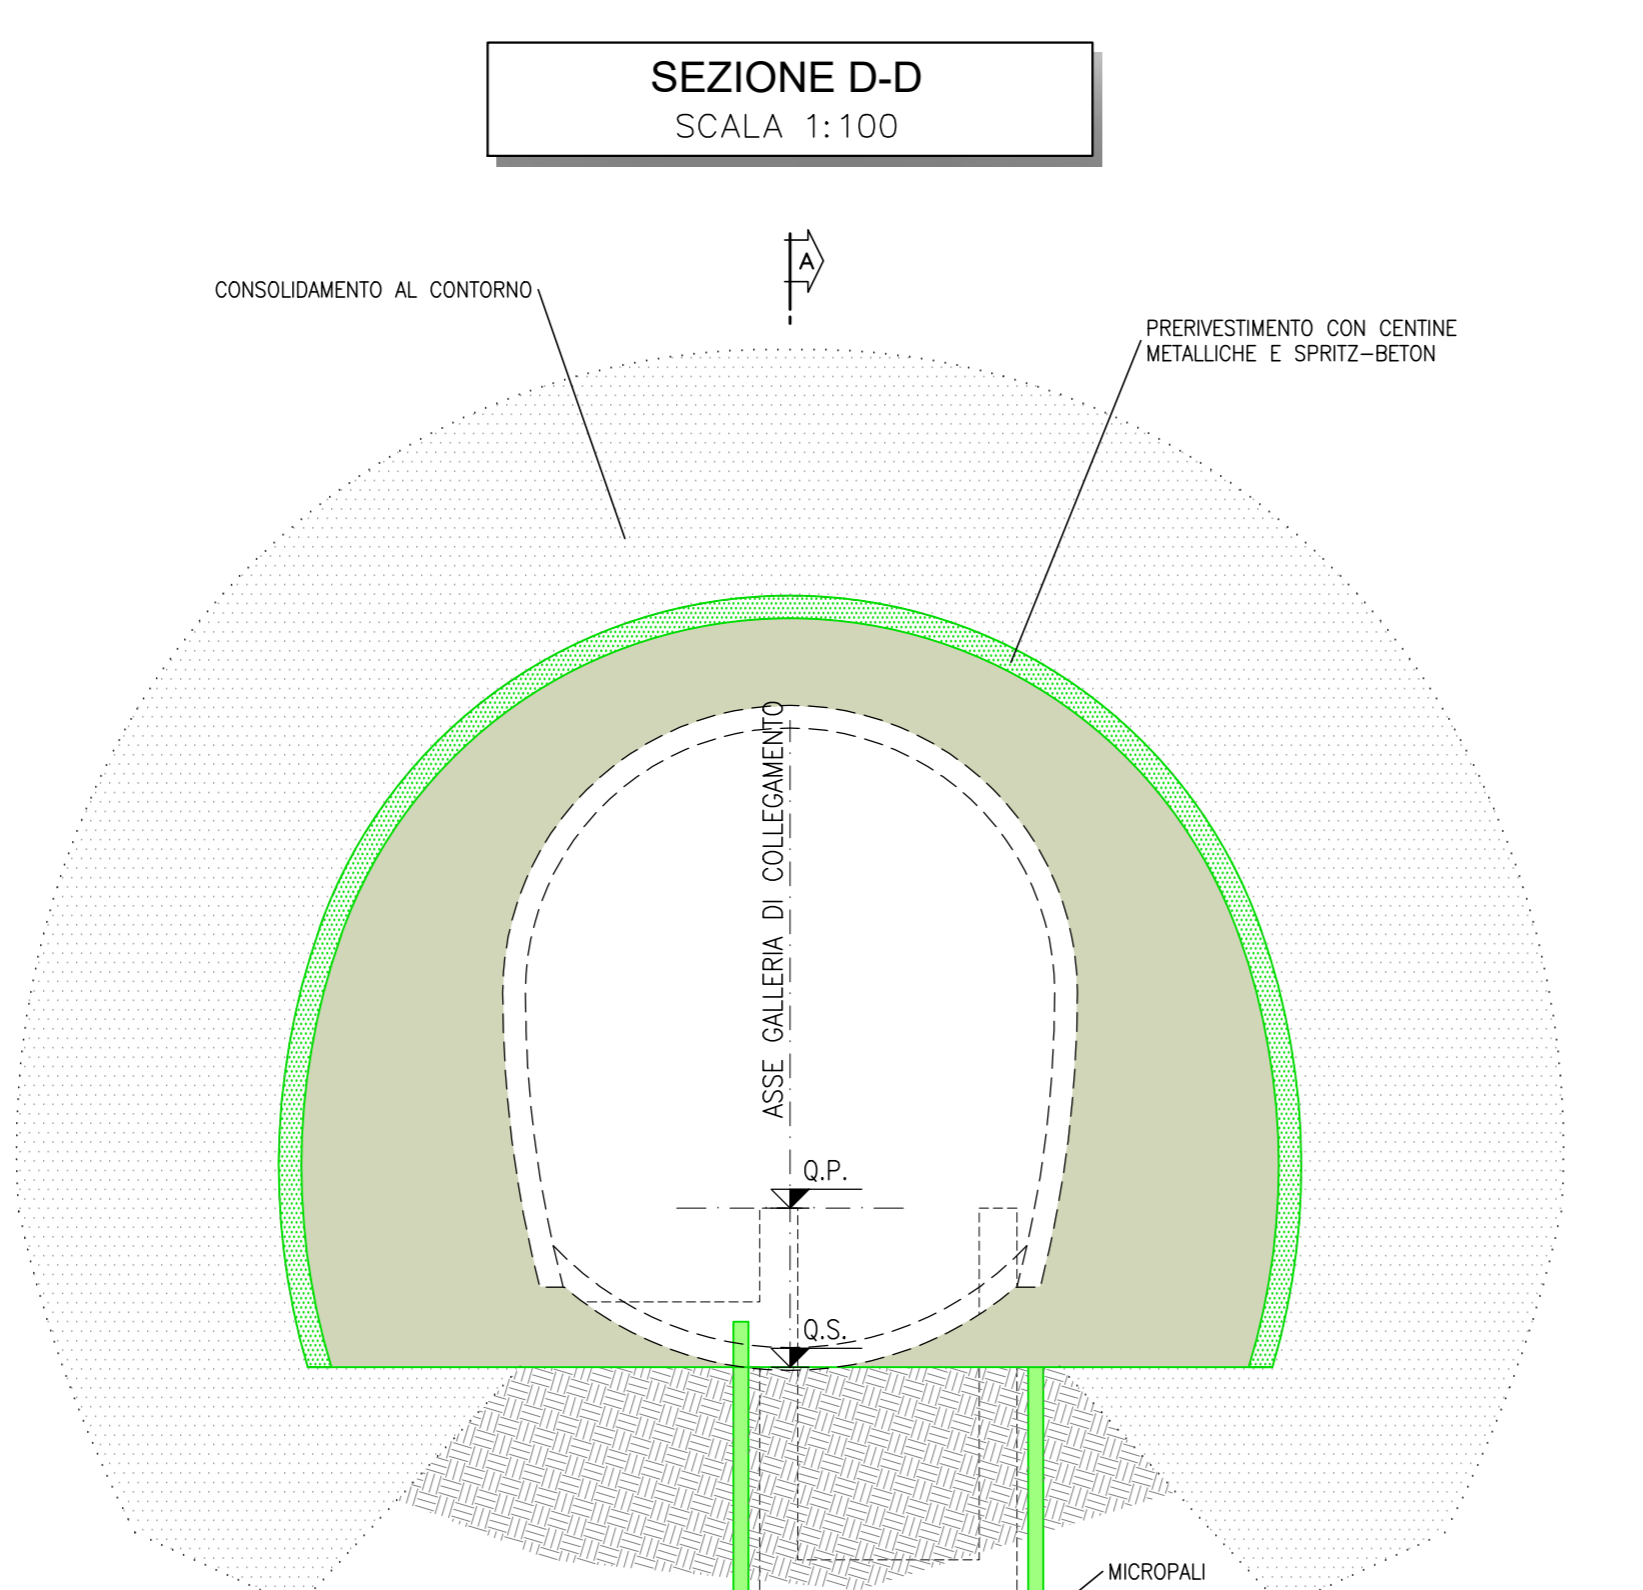 SEZIONE D-D
SCALA 1:100
A
CONSOLIDAMENTO AL CONTORNO
PRERIVESTIMENTO CON CENTINE
METALLICHE E SPRITZ-BETON
ASSE GALLERIA DI COLLEGAMENTO
Q.P.
Q.S.
MICROPALI